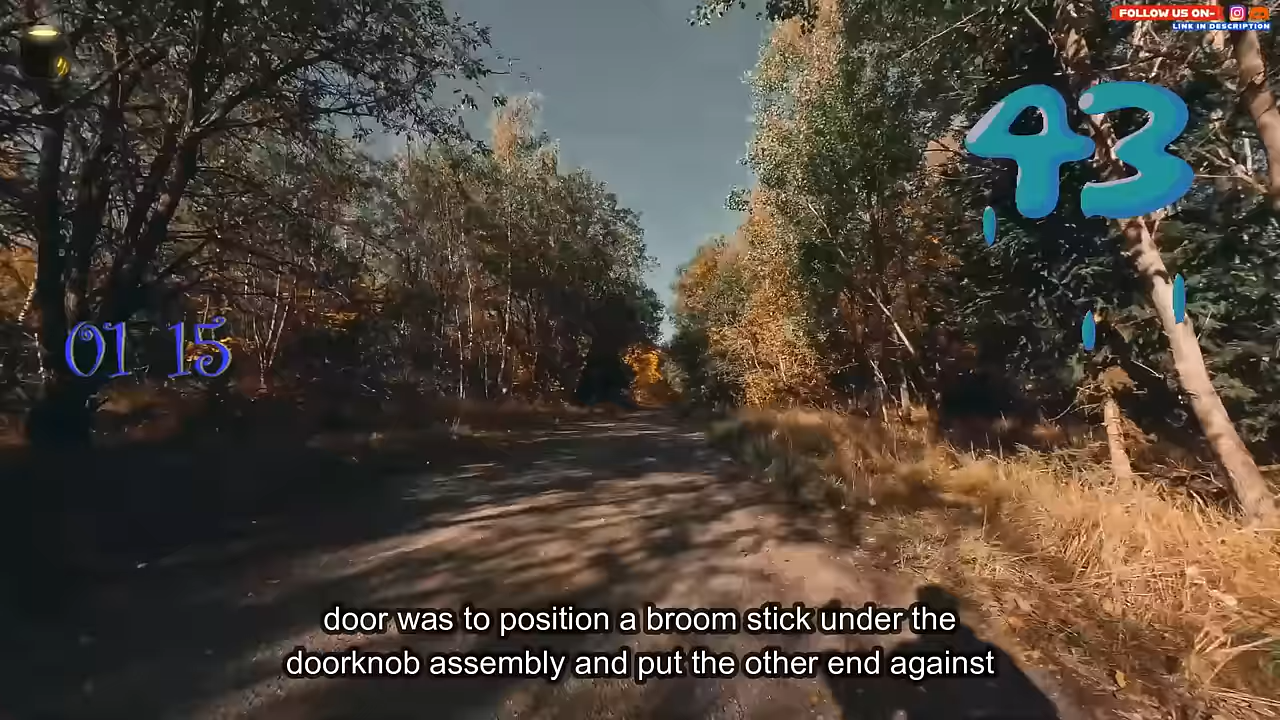 FOLLOW US ON-
LINK IN DESCRIPTION
43
01 15
door was to position a broom stick under the
doorknob assembly and put the other end against